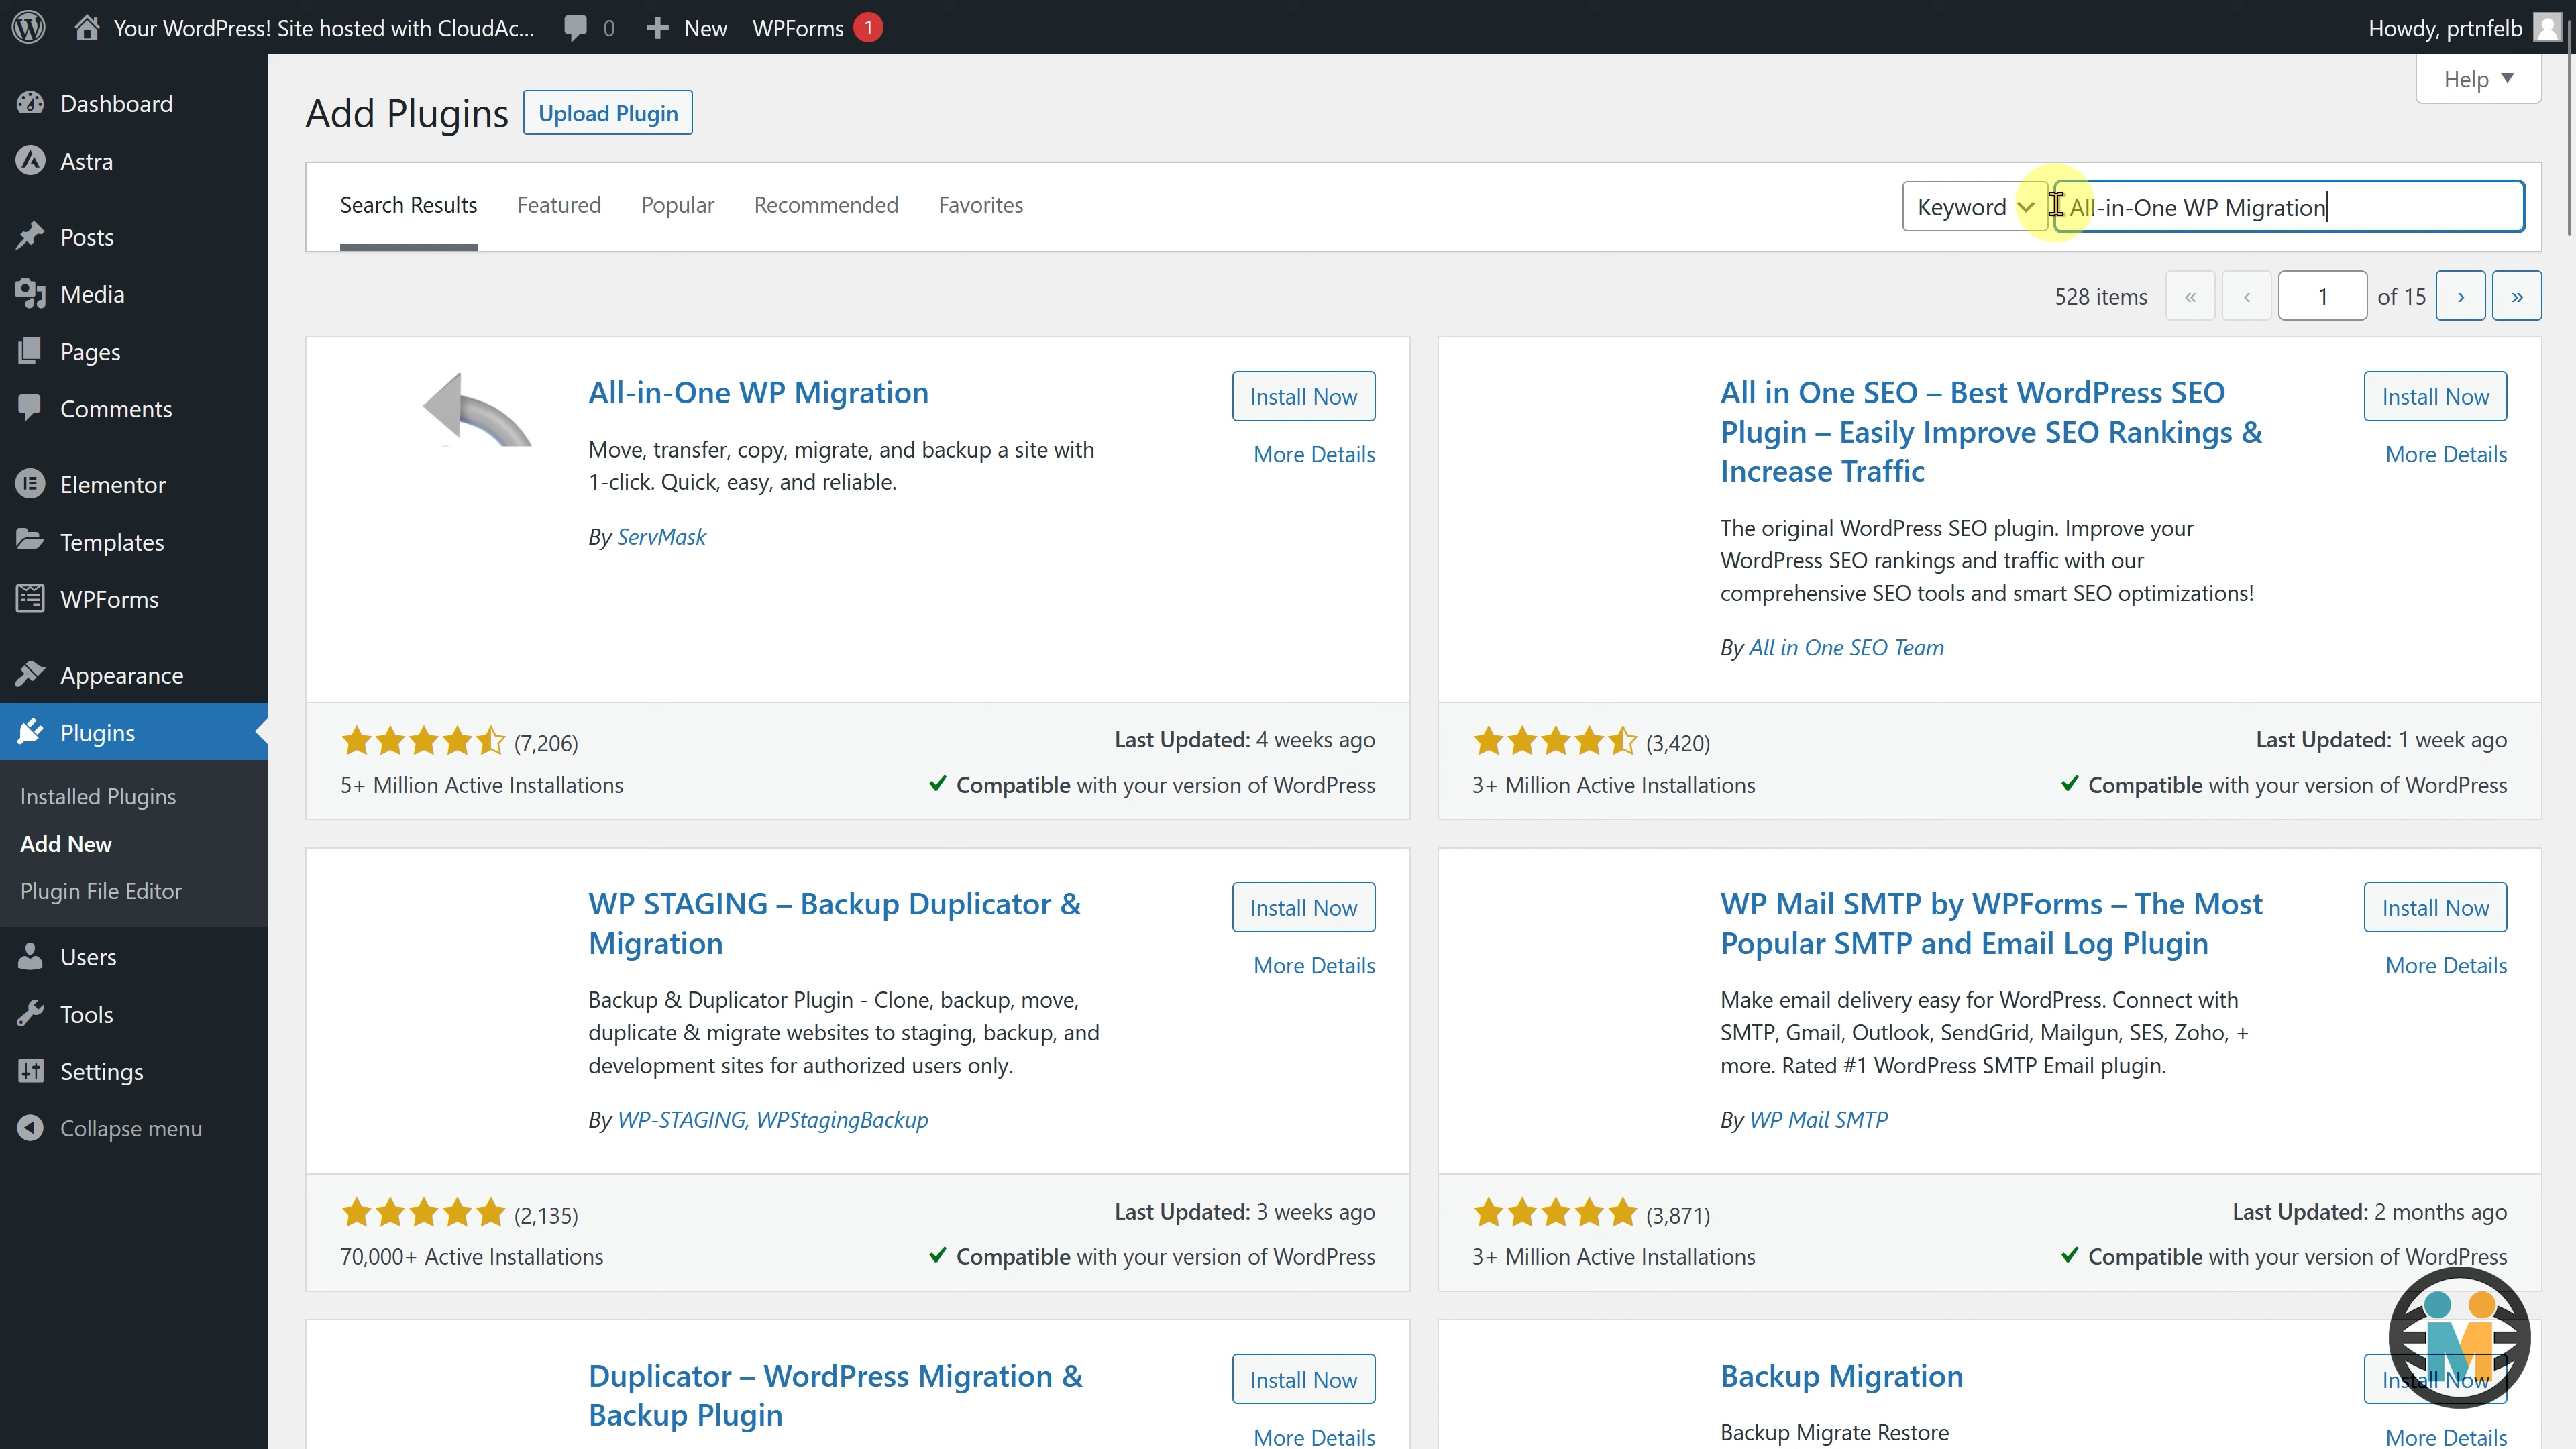 Your WordPress! Site hosted with CloudAc...
0
New
WPForms
1
Howdy, prtnfelb
Dashboard
Astra
Posts
Media
Pages
Comments
Elementor
Templates
WPForms
Appearance
Plugins
Installed Plugins
Add New
Plugin File Editor
Users
Tools
Settings
Collapse menu
Help
Add Plugins
Upload Plugin
Search Results
Featured
Popular
Recommended
Favorites
Keyword
All-in-One WP Migration
528 items
«
‹
1
of 15
›
»
All-in-One WP Migration
Install Now
More Details
Move, transfer, copy, migrate, and backup a site with
1-click. Quick, easy, and reliable.
By ServMask
(7,206)
Last Updated: 4 weeks ago
5+ Million Active Installations
Compatible with your version of WordPress
All in One SEO – Best WordPress SEO
Plugin – Easily Improve SEO Rankings &
Increase Traffic
Install Now
More Details
The original WordPress SEO plugin. Improve your
WordPress SEO rankings and traffic with our
comprehensive SEO tools and smart SEO optimizations!
By All in One SEO Team
(3,420)
Last Updated: 1 week ago
3+ Million Active Installations
Compatible with your version of WordPress
WP STAGING – Backup Duplicator &
Migration
Install Now
More Details
Backup & Duplicator Plugin - Clone, backup, move,
duplicate & migrate websites to staging, backup, and
development sites for authorized users only.
By WP-STAGING, WPStagingBackup
(2,135)
Last Updated: 3 weeks ago
70,000+ Active Installations
Compatible with your version of WordPress
WP Mail SMTP by WPForms – The Most
Popular SMTP and Email Log Plugin
Install Now
More Details
Make email delivery easy for WordPress. Connect with
SMTP, Gmail, Outlook, SendGrid, Mailgun, SES, Zoho, +
more. Rated #1 WordPress SMTP Email plugin.
By WP Mail SMTP
(3,871)
Last Updated: 2 months ago
3+ Million Active Installations
Compatible with your version of WordPress
Duplicator – WordPress Migration &
Backup Plugin
Install Now
More Details
Backup Migration
Install Now
More Details
Backup Migrate Restore